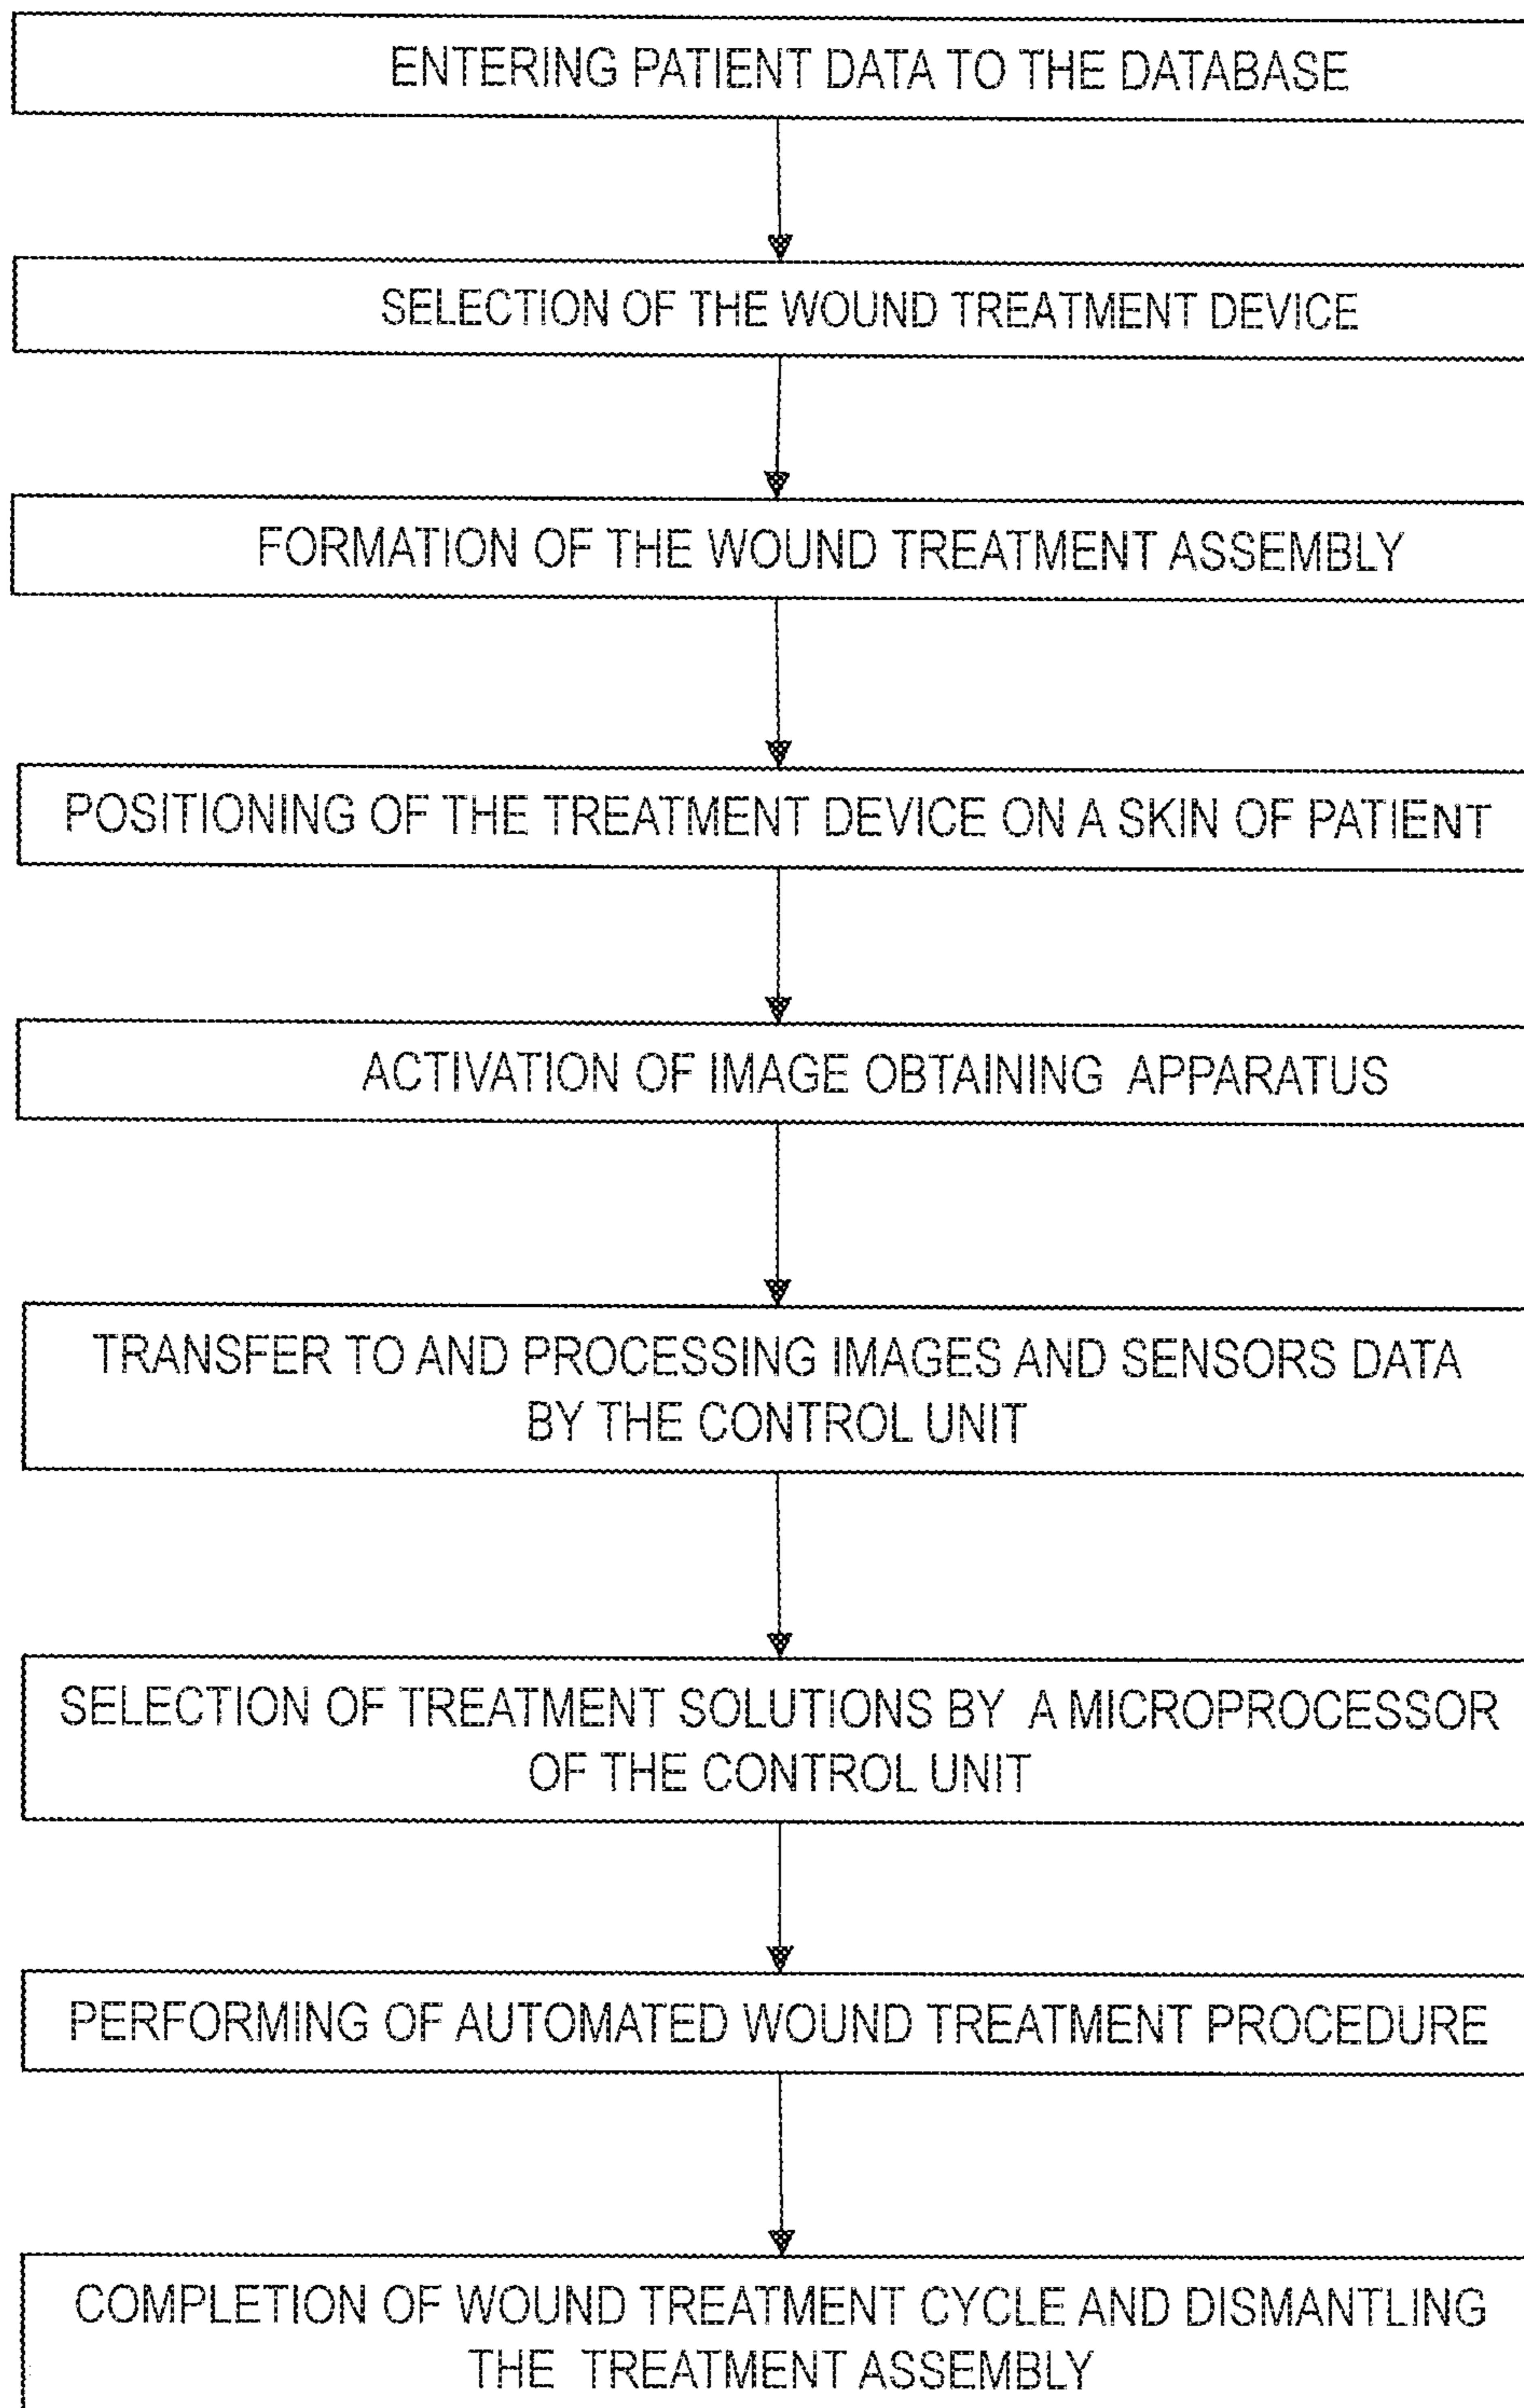 ENTERING PATIENT DATA TO THE DATABASE
SELECTION OF THE WOUND TREATMENT DEVICE
FORMATION OF THE WOUND TREATMENT ASSEMBLY
POSITIONING OF THE TREATMENT DEVICE ON A SKIN OF PATIENT
ACTIVATION OF IMAGE OBTAINING APPARATUS
TRANSFER TO AND PROCESSING IMAGES AND SENSORS DATA
BY THE CONTROL UNIT
SELECTION OF TREATMENT SOLUTIONS BY A MICROPROCESSOR
OF THE CONTROL UNIT
PERFORMING OF AUTOMATED WOUND TREATMENT PROCEDURE
COMPLETION OF WOUND TREATMENT CYCLE AND DISMANTLING
THE TREATMENT ASSEMBLY